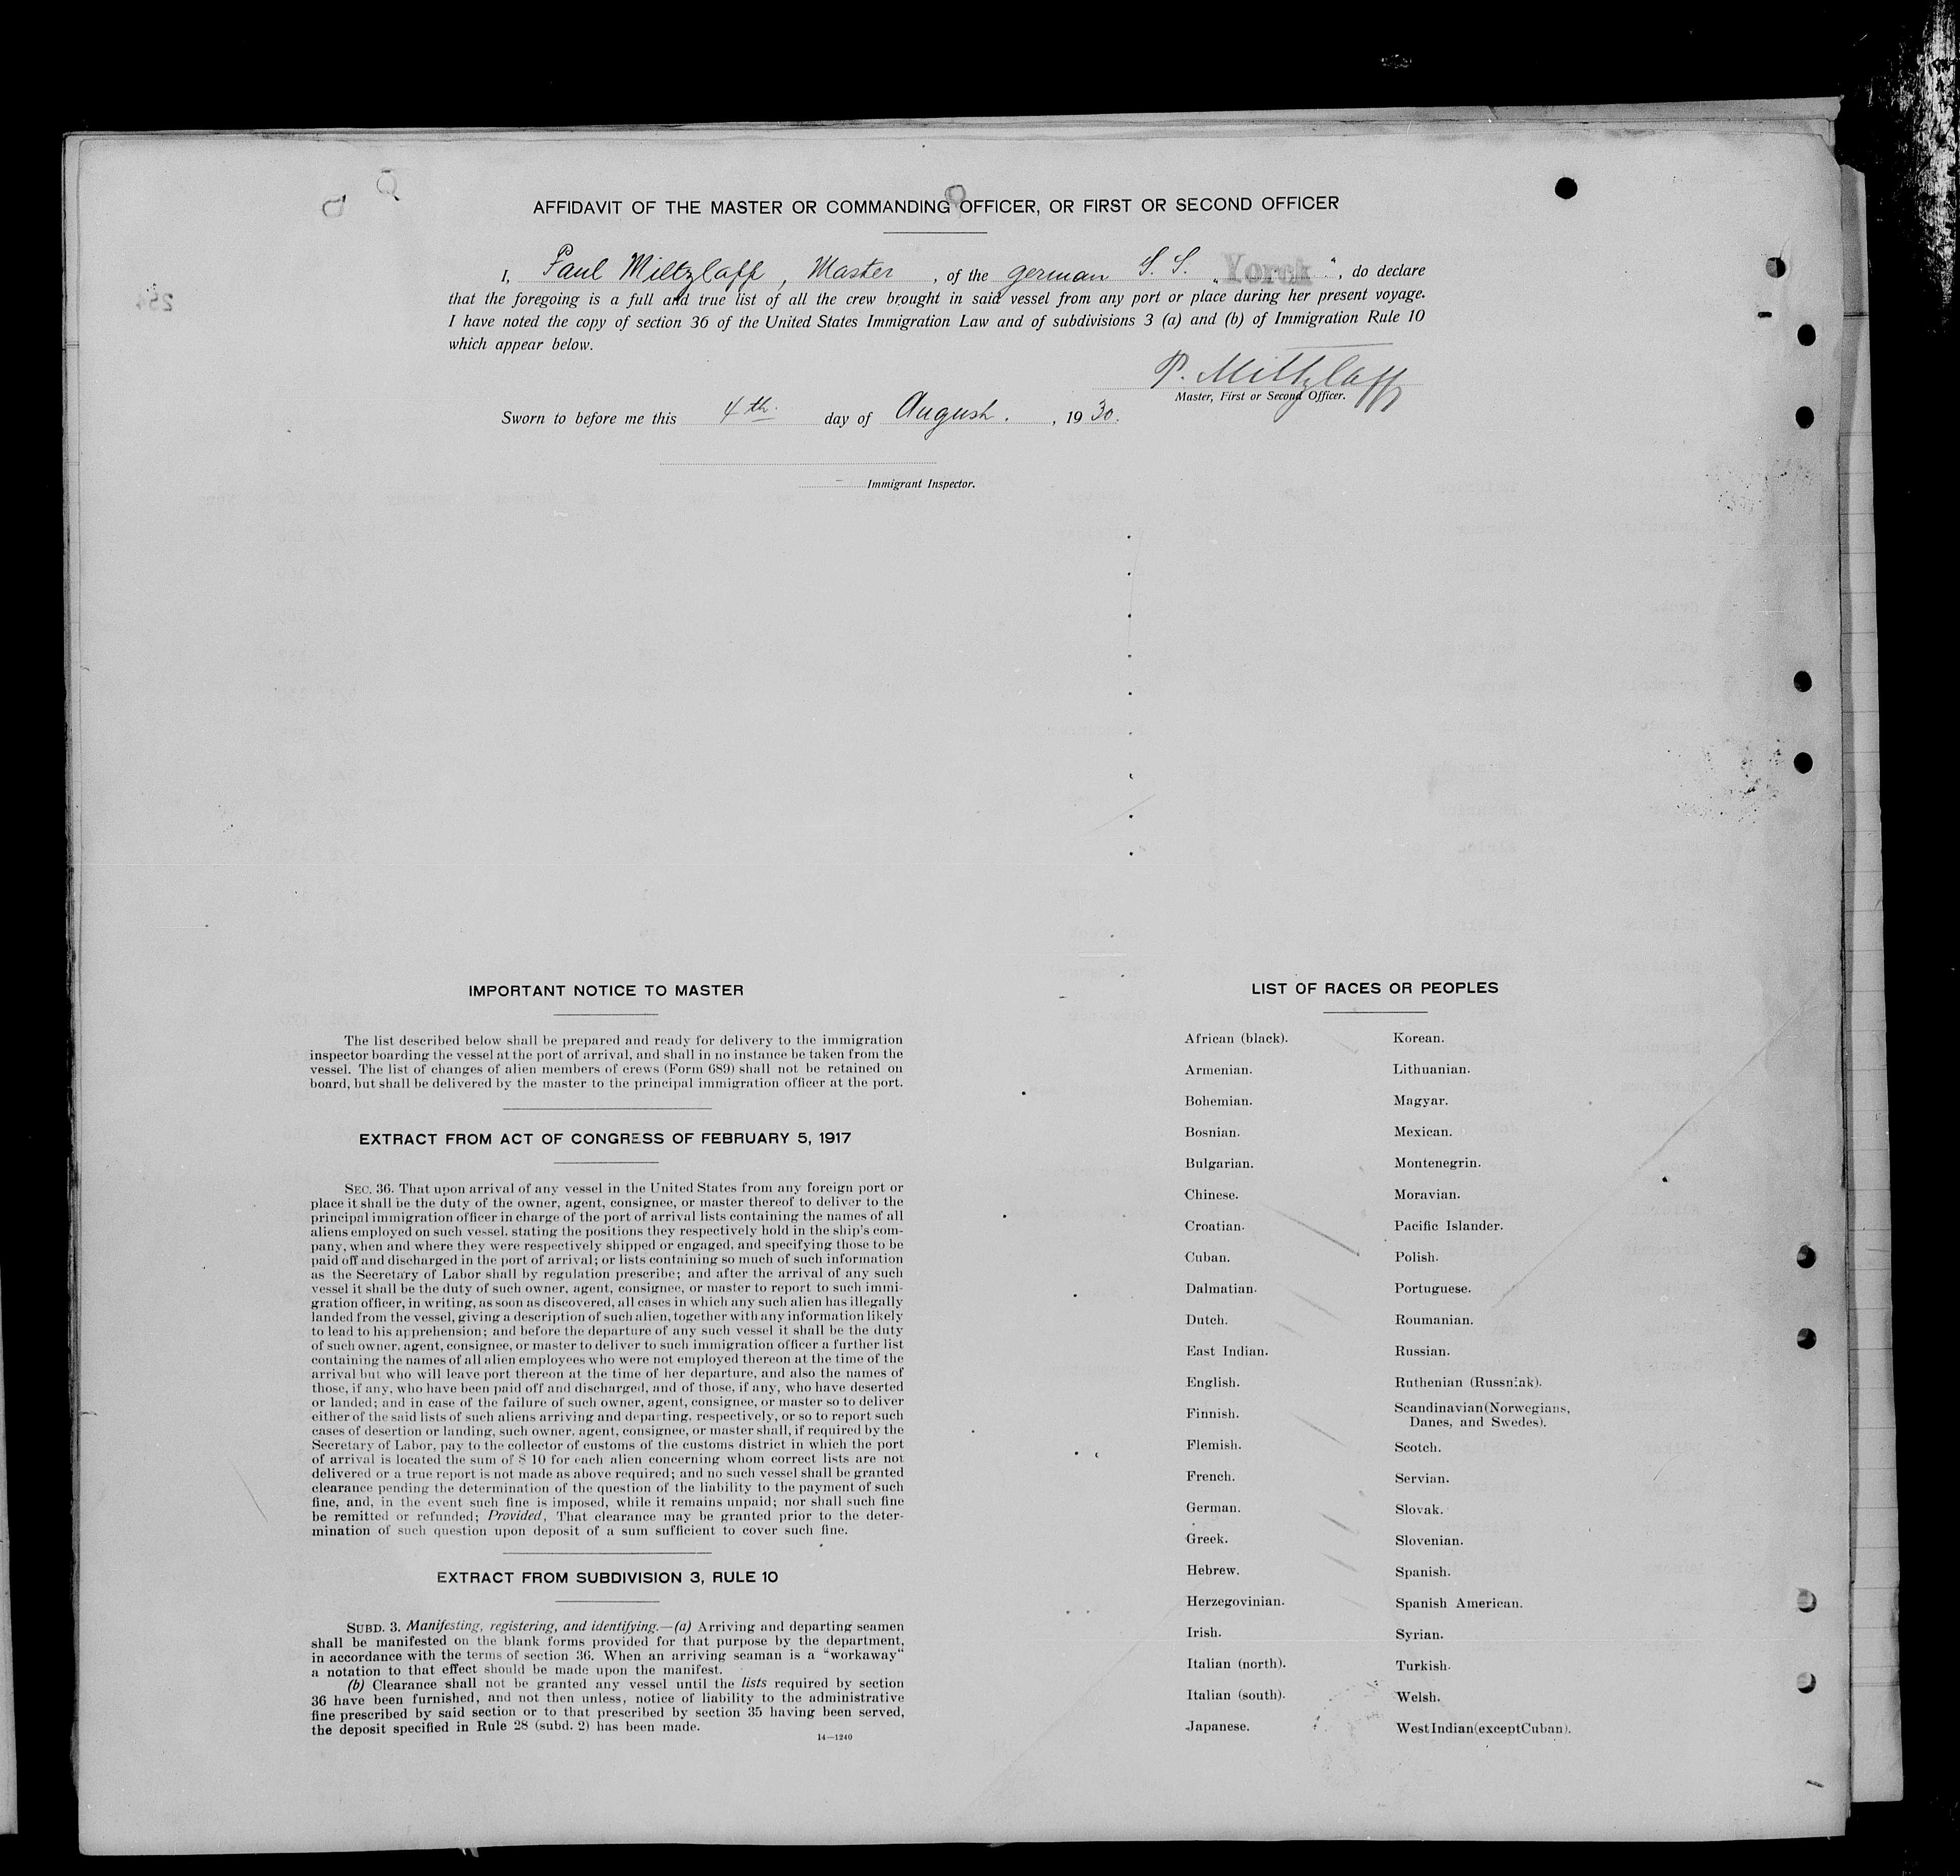 AFFIDAVIT OF THE MASTER OR COMMANDING OFFICER, OR FIRST OR SECOND OFFICER
I, Paul Miltzlaff, Master, of the german S. S. „Yorck“, do declare
that the foregoing is a full and true list of all the crew brought in said vessel from any port or place during her present voyage.
I have noted the copy of section 36 of the United States Immigration Law and of subdivisions 3 (a) and (b) of Immigration Rule 10
which appear below.
P. Miltzlaff
Master, First or Second Officer.
Sworn to before me this 4th. day of August. , 19 30.
Immigrant Inspector.
IMPORTANT NOTICE TO MASTER
The list described below shall be prepared and ready for delivery to the immigration
inspector boarding the vessel at the port of arrival, and shall in no instance be taken from the
vessel. The list of changes of alien members of crews (Form 689) shall not be retained on
board, but shall be delivered by the master to the principal immigration officer at the port.
EXTRACT FROM ACT OF CONGRESS OF FEBRUARY 5, 1917
SEC. 36. That upon arrival of any vessel in the United States from any foreign port or
place it shall be the duty of the owner, agent, consignee, or master thereof to deliver to the
principal immigration officer in charge of the port of arrival lists containing the names of all
aliens employed on such vessel, stating the positions they respectively hold in the ship's com-
pany, when and where they were respectively shipped or engaged, and specifying those to be
paid off and discharged in the port of arrival; or lists containing so much of such information
as the Secretary of Labor shall by regulation prescribe; and after the arrival of any such
vessel it shall be the duty of such owner, agent, consignee, or master to report to such immi-
gration officer, in writing, as soon as discovered, all cases in which any such alien has illegally
landed from the vessel, giving a description of such alien, together with any information likely
to lead to his apprehension; and before the departure of any such vessel it shall be the duty
of such owner, agent, consignee, or master to deliver to such immigration officer a further list
containing the names of all alien employees who were not employed thereon at the time of the
arrival but who will leave port thereon at the time of her departure, and also the names of
those, if any, who have been paid off and discharged, and of those, if any, who have deserted
or landed; and in case of the failure of such owner, agent, consignee, or master so to deliver
either of the said lists of such aliens arriving and departing, respectively, or so to report such
cases of desertion or landing, such owner, agent, consignee, or master shall, if required by the
Secretary of Labor, pay to the collector of customs of the customs district in which the port
of arrival is located the sum of $ 10 for each alien concerning whom correct lists are not
delivered or a true report is not made as above required; and no such vessel shall be granted
clearance pending the determination of the question of the liability to the payment of such
fine, and, in the event such fine is imposed, while it remains unpaid; nor shall such fine
be remitted or refunded; Provided, That clearance may be granted prior to the deter-
mination of such question upon deposit of a sum sufficient to cover such fine.
EXTRACT FROM SUBDIVISION 3, RULE 10
SUBD. 3. Manifesting, registering, and identifying.—(a) Arriving and departing seamen
shall be manifested on the blank forms provided for that purpose by the department,
in accordance with the terms of section 36. When an arriving seaman is a "workaway"
a notation to that effect should be made upon the manifest.
(b) Clearance shall not be granted any vessel until the lists required by section
36 have been furnished, and not then unless, notice of liability to the administrative
fine prescribed by said section or to that prescribed by section 35 having been served,
the deposit specified in Rule 28 (subd. 2) has been made.
14—1240
LIST OF RACES OR PEOPLES
African (black).
Armenian.
Bohemian.
Bosnian.
Bulgarian.
Chinese.
Croatian.
Cuban.
Dalmatian.
Dutch.
East Indian.
English.
Finnish.
Flemish.
French.
German.
Greek.
Hebrew.
Herzegovinian.
Irish.
Italian (north).
Italian (south).
Japanese.
Korean.
Lithuanian.
Magyar.
Mexican.
Montenegrin.
Moravian.
Pacific Islander.
Polish.
Portuguese.
Roumanian.
Russian.
Ruthenian (Russniak).
Scandinavian (Norwegians,
Danes, and Swedes).
Scotch.
Servian.
Slovak.
Slovenian.
Spanish.
Spanish American.
Syrian.
Turkish.
Welsh.
West Indian (except Cuban).